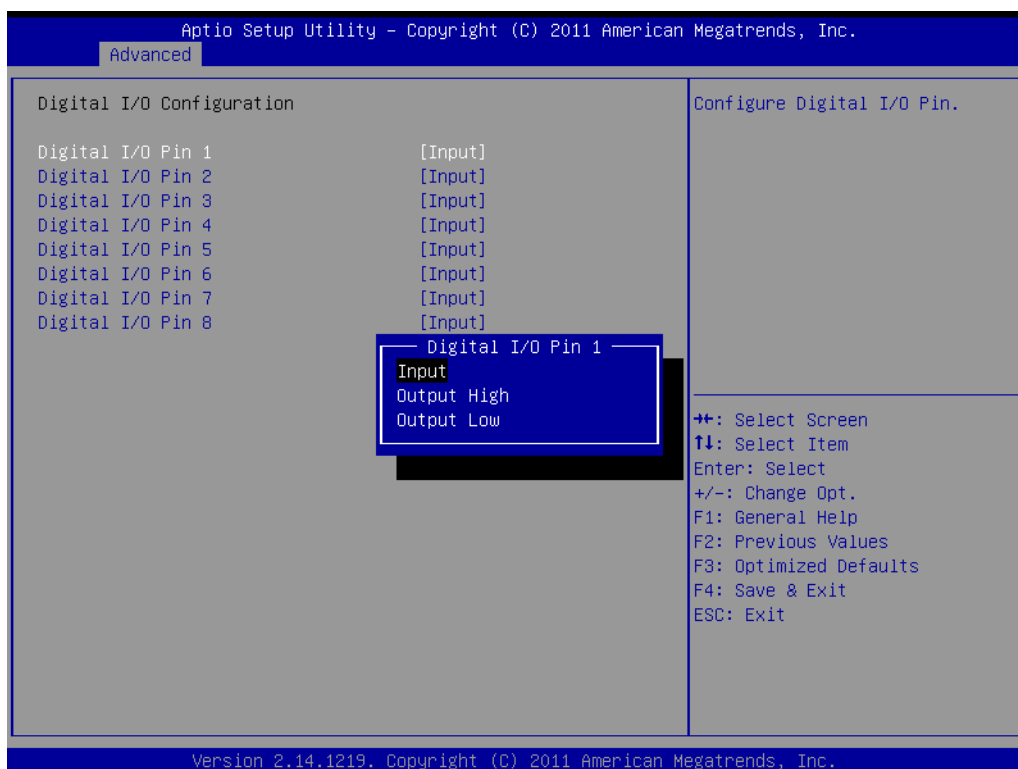 Aptio Setup Utility – Copyright (C) 2011 American Megatrends, Inc.
Advanced
Digital I/O Configuration
Digital I/O Pin 1 [Input]
Digital I/O Pin 2 [Input]
Digital I/O Pin 3 [Input]
Digital I/O Pin 4 [Input]
Digital I/O Pin 5 [Input]
Digital I/O Pin 6 [Input]
Digital I/O Pin 7 [Input]
Digital I/O Pin 8 [Input]
Digital I/O Pin 1
Input
Output High
Output Low
Configure Digital I/O Pin.
→←: Select Screen
↑↓: Select Item
Enter: Select
+/-: Change Opt.
F1: General Help
F2: Previous Values
F3: Optimized Defaults
F4: Save & Exit
ESC: Exit
Version 2.14.1219. Copyright (C) 2011 American Megatrends, Inc.